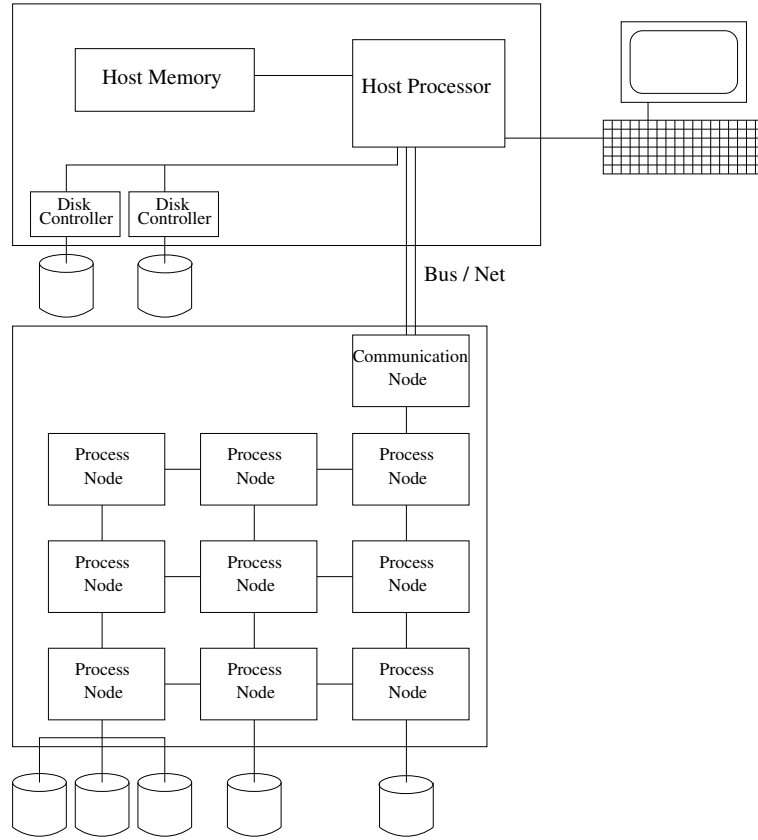 Host Memory
Host Processor
Disk
Controller
Disk
Controller
Bus / Net
Communication
Node
Process
Node
Process
Node
Process
Node
Process
Node
Process
Node
Process
Node
Process
Node
Process
Node
Process
Node